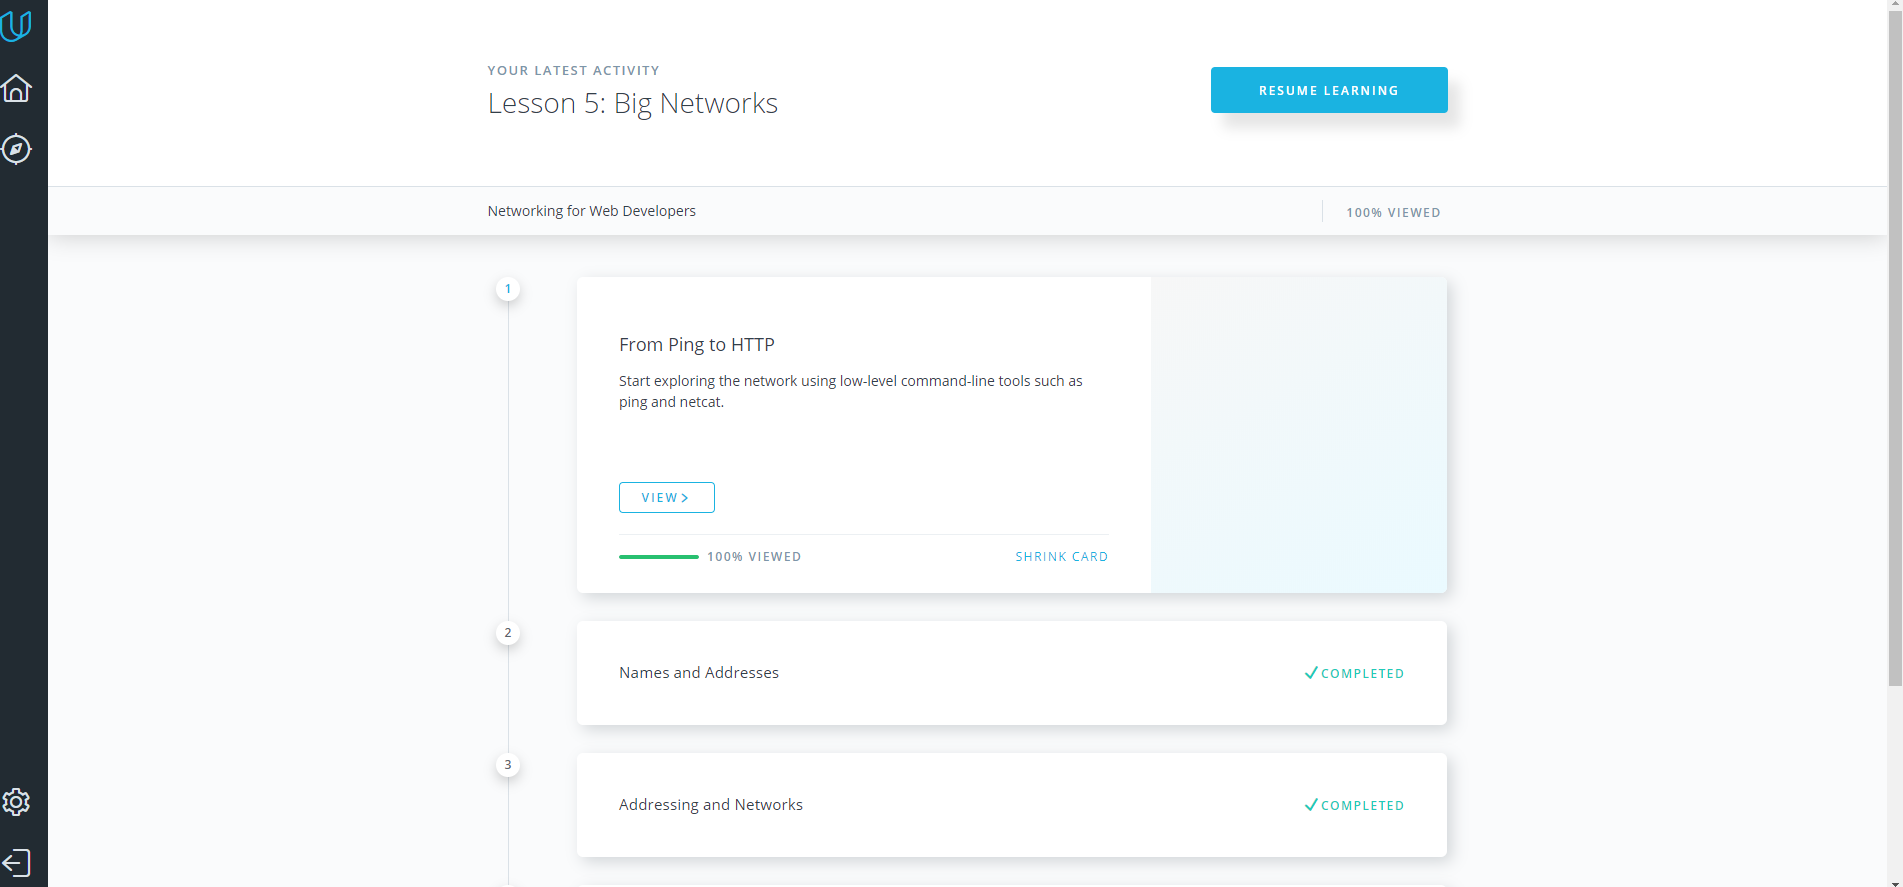 YOUR LATEST ACTIVITY
Lesson 5: Big Networks
RESUME LEARNING
Networking for Web Developers
100% VIEWED
1
From Ping to HTTP
Start exploring the network using low-level command-line tools such as
ping and netcat.
VIEW
100% VIEWED
SHRINK CARD
2
Names and Addresses
COMPLETED
3
Addressing and Networks
COMPLETED